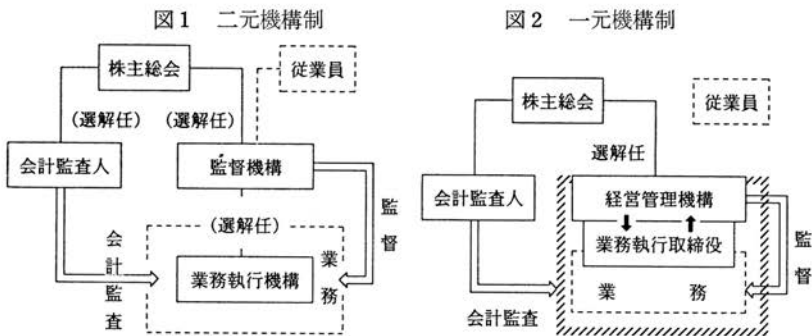 図1 二元機構制
株主総会
従業員
(選解任)
(選解任)
会計監査人
監督機構
(選解任)
監督
会計監査
業務執行機構
業務
図2 一元機構制
株主総会
従業員
選解任
会計監査人
経営管理機構
業務執行取締役
監督
業務
会計監査